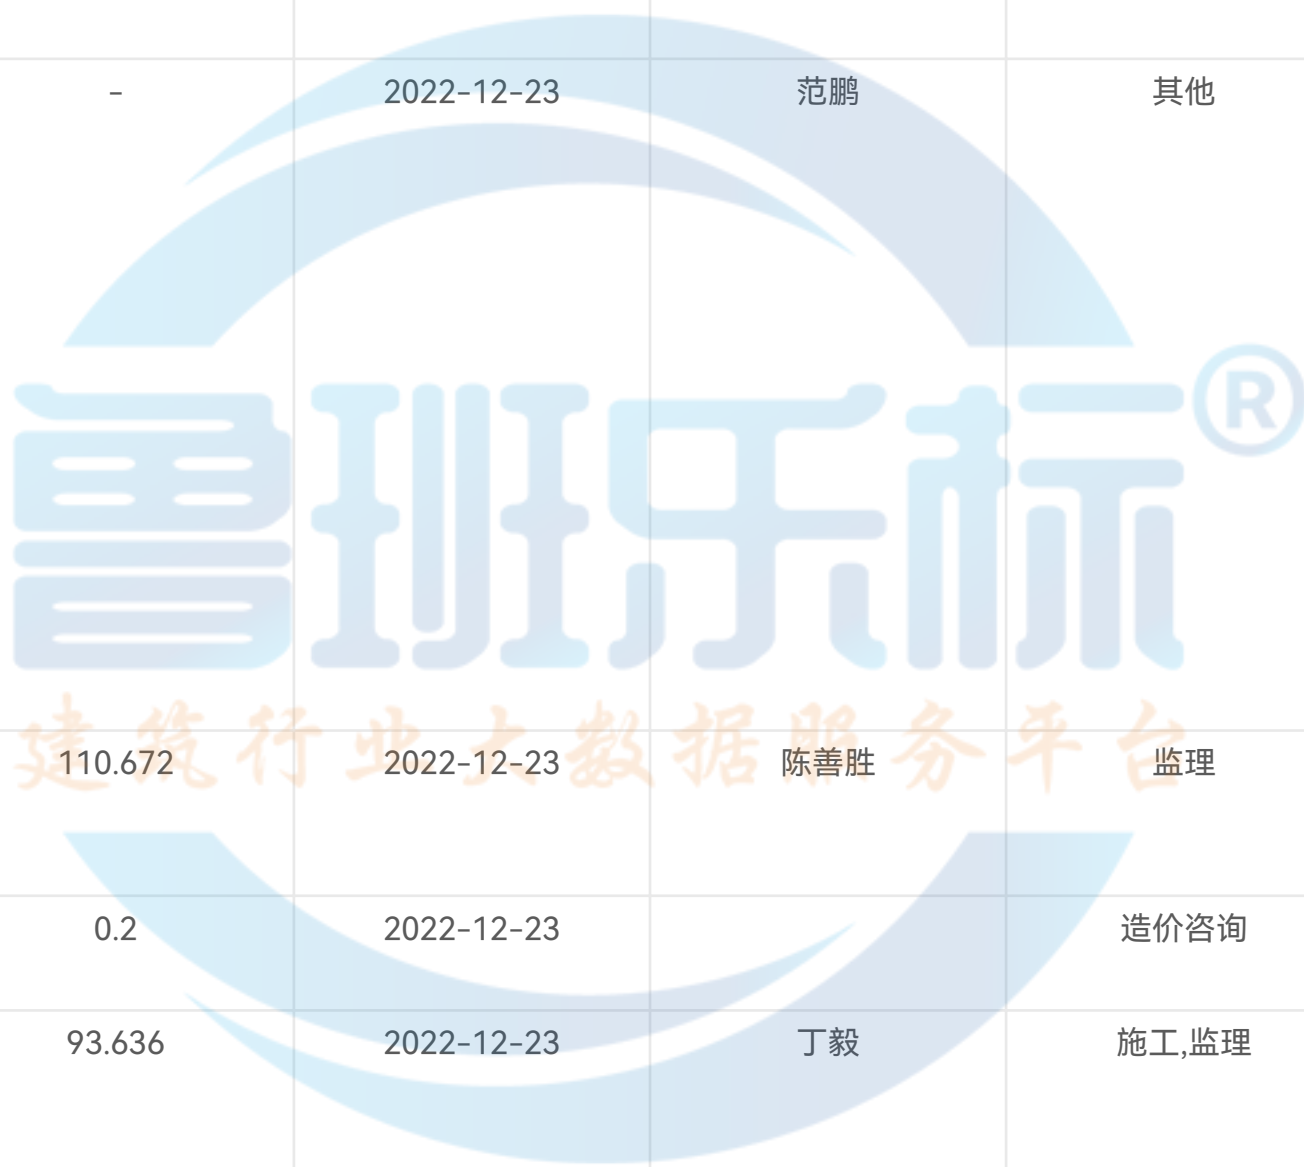 - 2022-12-23 范鹏 其他
鲁班乐标®
建筑行业大数据服务平台
110.672 2022-12-23 陈善胜 监理
0.2 2022-12-23 造价咨询
93.636 2022-12-23 丁毅 施工,监理